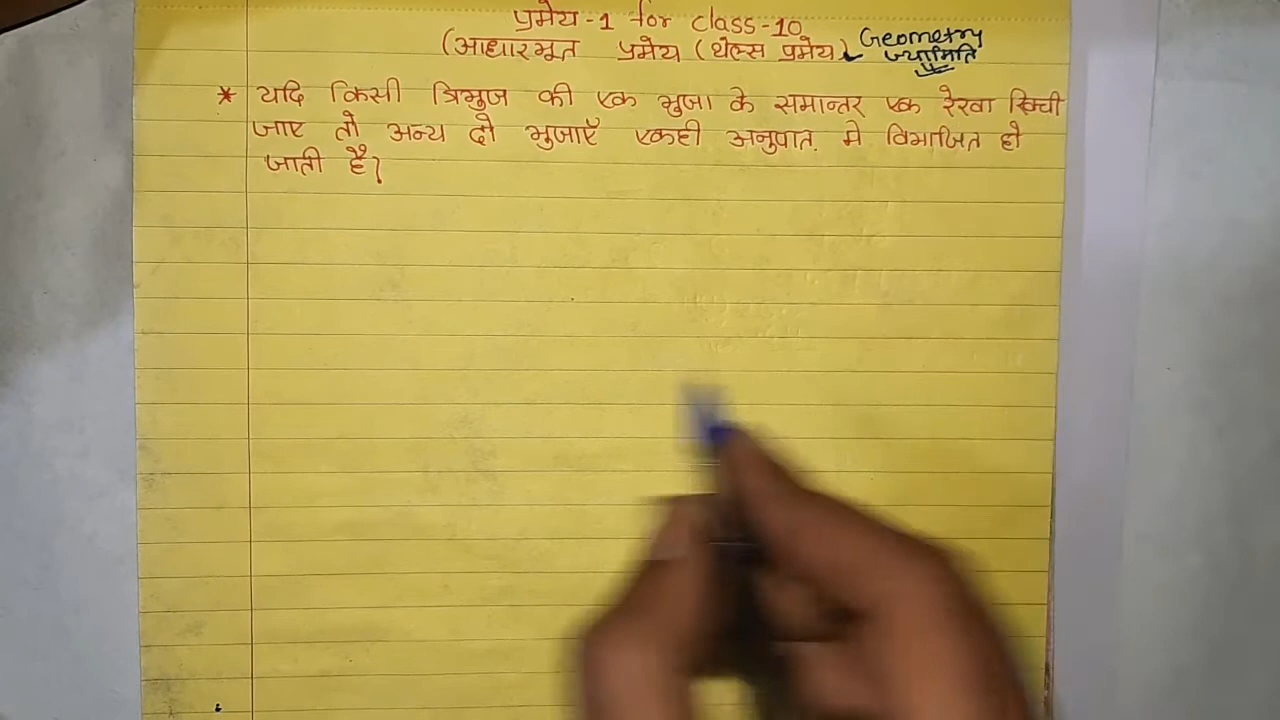 प्रमेय-1 for class-10
(आधारभूत प्रमेय (थेल्स प्रमेय) Geometry
ज्यामिति
* यदि किसी त्रिभुज की एक भुजा के समान्तर एक रेखा खिची
जाए तो अन्य दो भुजाएँ एकही अनुपात. मे विभाजित हो
जाती है।